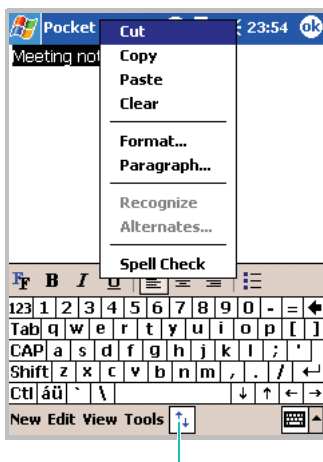 Pocket 23:54 ok
Meeting not
Cut
Copy
Paste
Clear
Format...
Paragraph...
Recognize
Alternates...
Spell Check
FF B I U
123 1 2 3 4 5 6 7 8 9 0 - =
Tab q w e r t y u i o p [ ]
CAP a s d f g h j k l ; '
Shift z x c v b n m , . /
Ctl áü ` \
New Edit View Tools